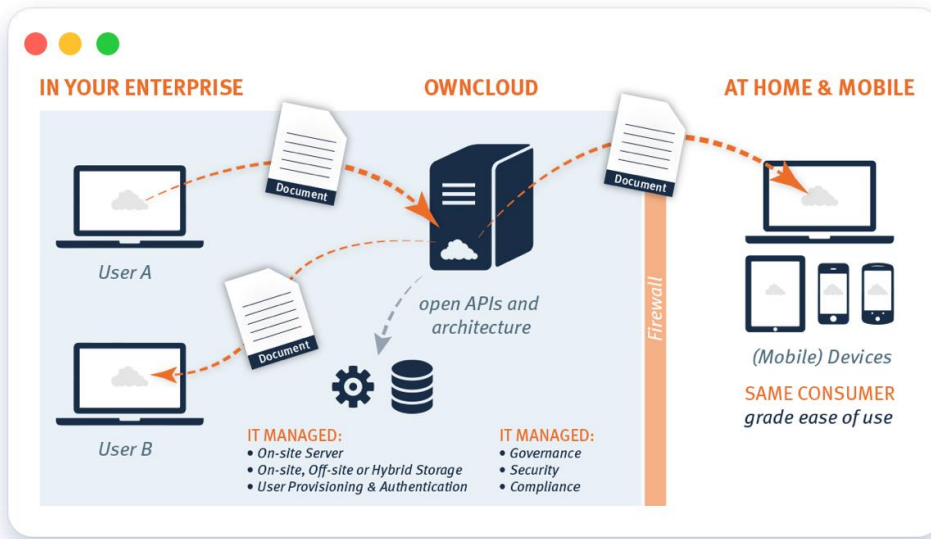 IN YOUR ENTERPRISE
OWNCLOUD
AT HOME & MOBILE
Document
Document
User A
open APIs and
architecture
Firewall
Document
(Mobile) Devices
SAME CONSUMER
grade ease of use
User B
IT MANAGED:
• On-site Server
• On-site, Off-site or Hybrid Storage
• User Provisioning & Authentication
IT MANAGED:
• Governance
• Security
• Compliance